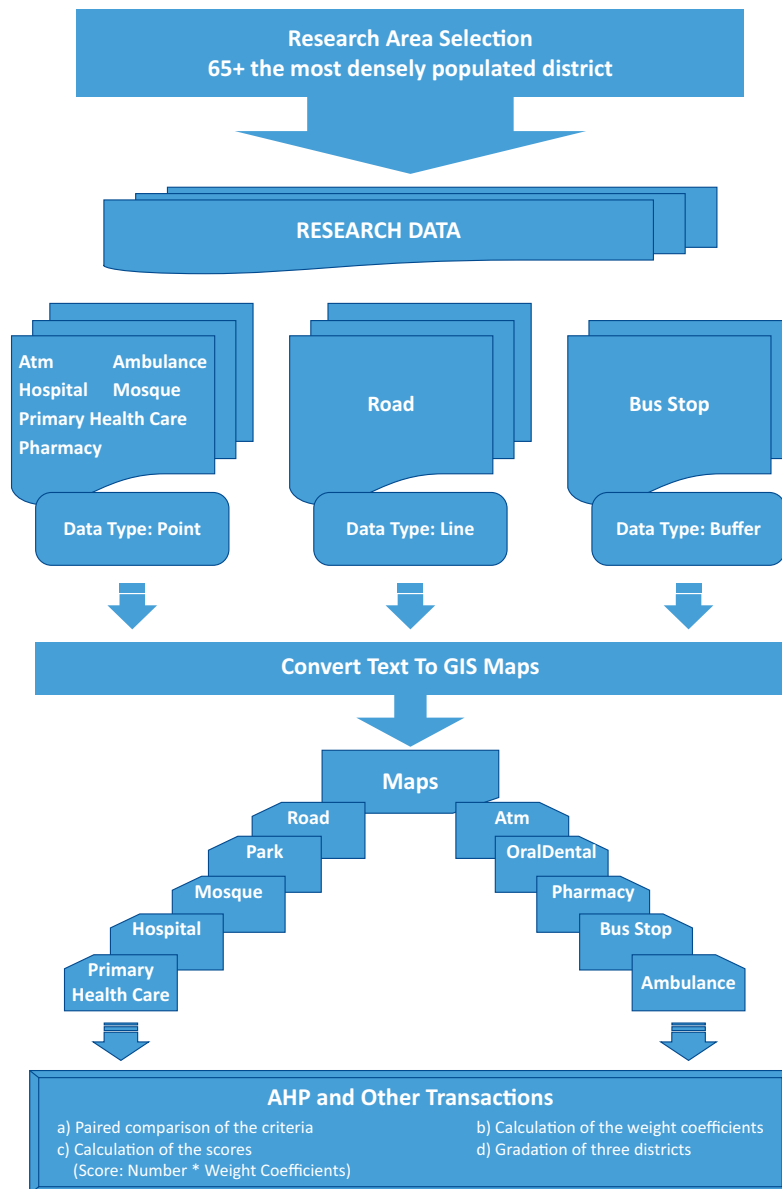 Research Area Selection
65+ the most densely populated district
RESEARCH DATA
Atm Ambulance
Hospital Mosque
Primary Health Care
Pharmacy
Road
Bus Stop
Data Type: Point
Data Type: Line
Data Type: Buffer
Convert Text To GIS Maps
Maps
Road
Park
Mosque
Hospital
Primary
Health Care
Atm
OralDental
Pharmacy
Bus Stop
Ambulance
AHP and Other Transactions
a) Paired comparison of the criteria
b) Calculation of the weight coefficients
c) Calculation of the scores
(Score: Number * Weight Coefficients)
d) Gradation of three districts